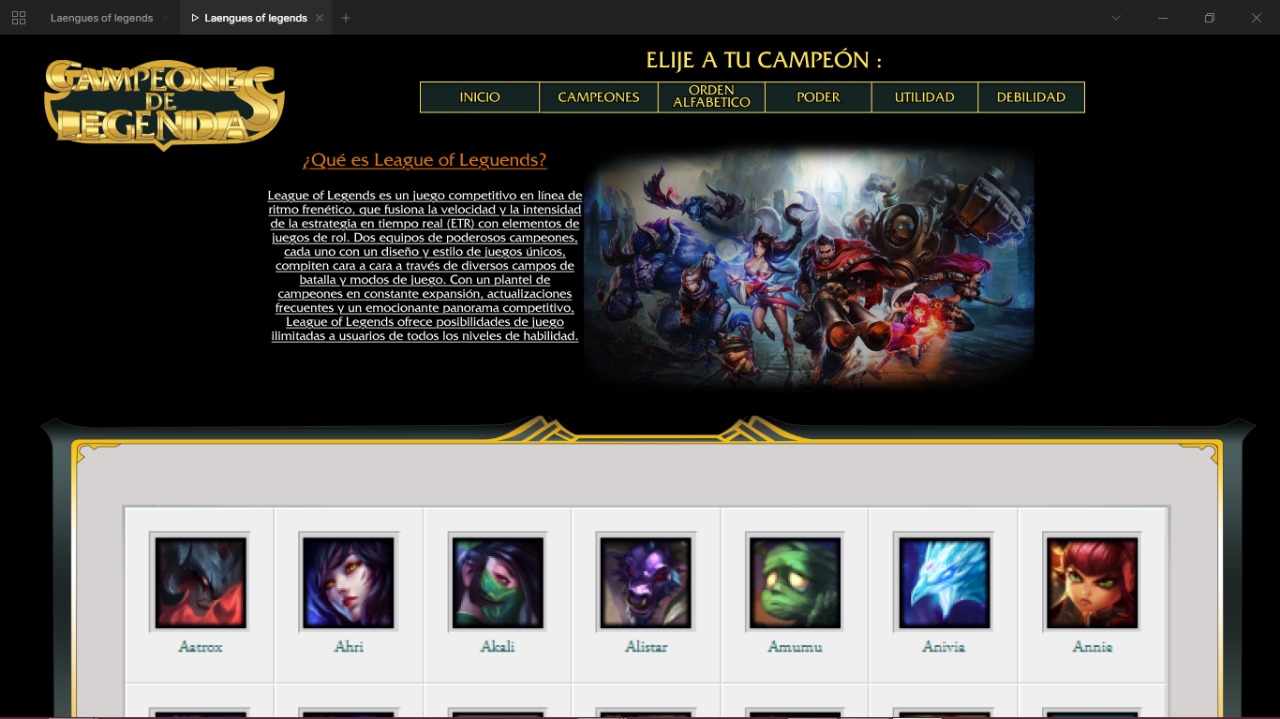 Laengues of legends
Laengues of legends
CAMPEONES
DE
LEGENDA
ELIJE A TU CAMPEÓN :
INICIO
CAMPEONES
ORDEN
ALFABETICO
PODER
UTILIDAD
DEBILIDAD
¿Qué es League of Leguends?
League of Legends es un juego competitivo en línea de
ritmo frenético, que fusiona la velocidad y la intensidad
de la estrategia en tiempo real (ETR) con elementos de
juegos de rol. Dos equipos de poderosos campeones,
cada uno con un diseño y estilo de juegos únicos,
compiten cara a cara a través de diversos campos de
batalla y modos de juego. Con un plantel de
campeones en constante expansión, actualizaciones
frecuentes y un emocionante panorama competitivo,
League of Legends ofrece posibilidades de juego
ilimitadas a usuarios de todos los niveles de habilidad.
Aatrox
Ahri
Akali
Alistar
Amumu
Anivia
Annie